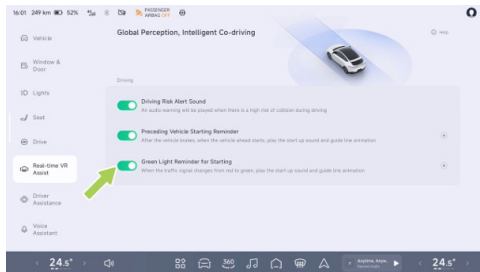 16:01 249 km 52% PASSENGER
AIRBAG OFF
Global Perception, Intelligent Co-driving
Help
Vehicle
Window &
Door
Lights
Seat
Drive
Real-time VR
Assist
Driver
Assistance
Voice
Assistant
Driving
Driving Risk Alert Sound
An audio warning will be played when there is a high risk of collision during driving
Preceding Vehicle Starting Reminder
After the vehicle brakes, when the vehicle ahead starts, play the start up sound and guide line animation
Green Light Reminder for Starting
When the traffic signal changes from red to green, play the start up sound and guide line animation
24.5° 360 Anytime, Anyw.. 24.5°